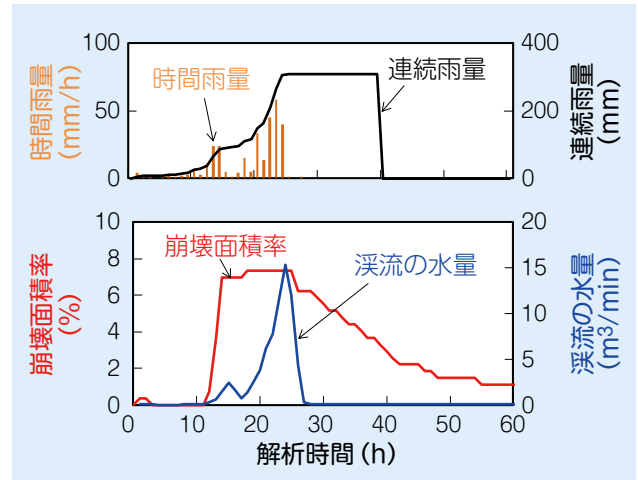 時間雨量
(mm/h)
100
50
0
時間雨量
連続雨量
400
200
0
連続雨量
(mm)
崩壊面積率
(%)
10
8
6
4
2
0
崩壊面積率
渓流の水量
20
15
10
5
0
渓流の水量
(m³/min)
0 10 20 30 40 50 60
解析時間(h)